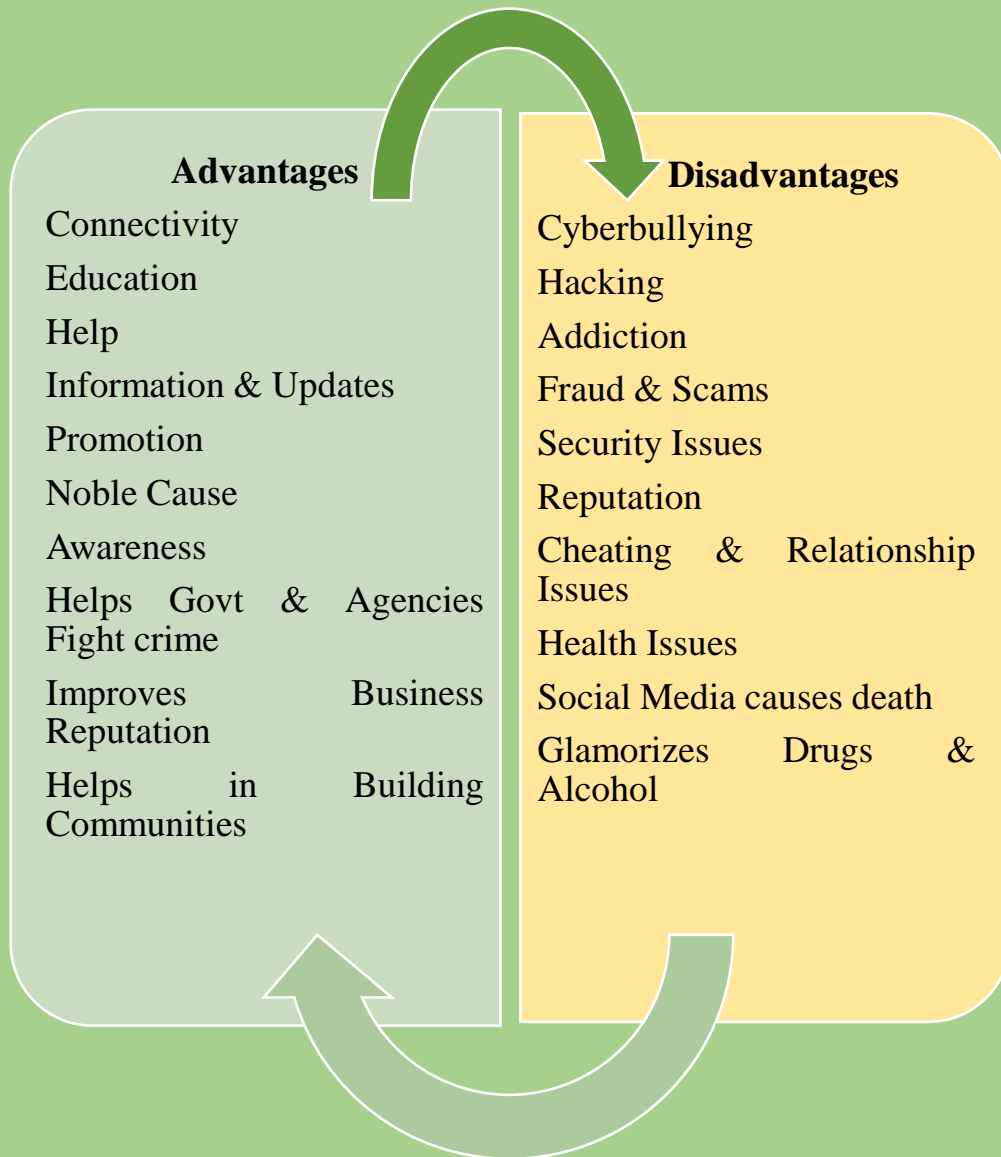 Advantages
Connectivity
Education
Help
Information & Updates
Promotion
Noble Cause
Awareness
Helps Govt & Agencies
Fight crime
Improves Business
Reputation
Helps in Building
Communities
Disadvantages
Cyberbullying
Hacking
Addiction
Fraud & Scams
Security Issues
Reputation
Cheating & Relationship
Issues
Health Issues
Social Media causes death
Glamorizes Drugs &
Alcohol